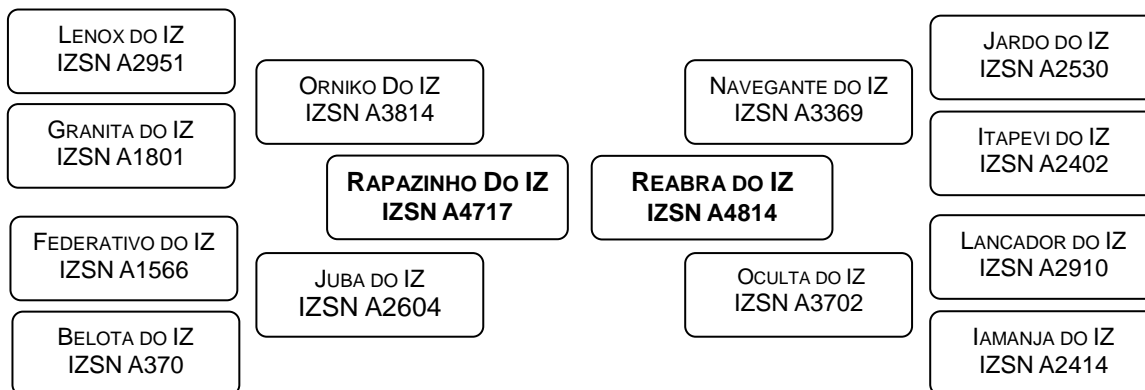 Lenox do IZ
IZSN A2951
Granita do IZ
IZSN A1801
Federativo do IZ
IZSN A1566
Belota do IZ
IZSN A370
Orniko Do IZ
IZSN A3814
Juba do IZ
IZSN A2604
Rapazinho Do IZ
IZSN A4717
Reabra do IZ
IZSN A4814
Navegante do IZ
IZSN A3369
Oculta do IZ
IZSN A3702
Jardo do IZ
IZSN A2530
Itapevi do IZ
IZSN A2402
Lancador do IZ
IZSN A2910
Iamanja do IZ
IZSN A2414